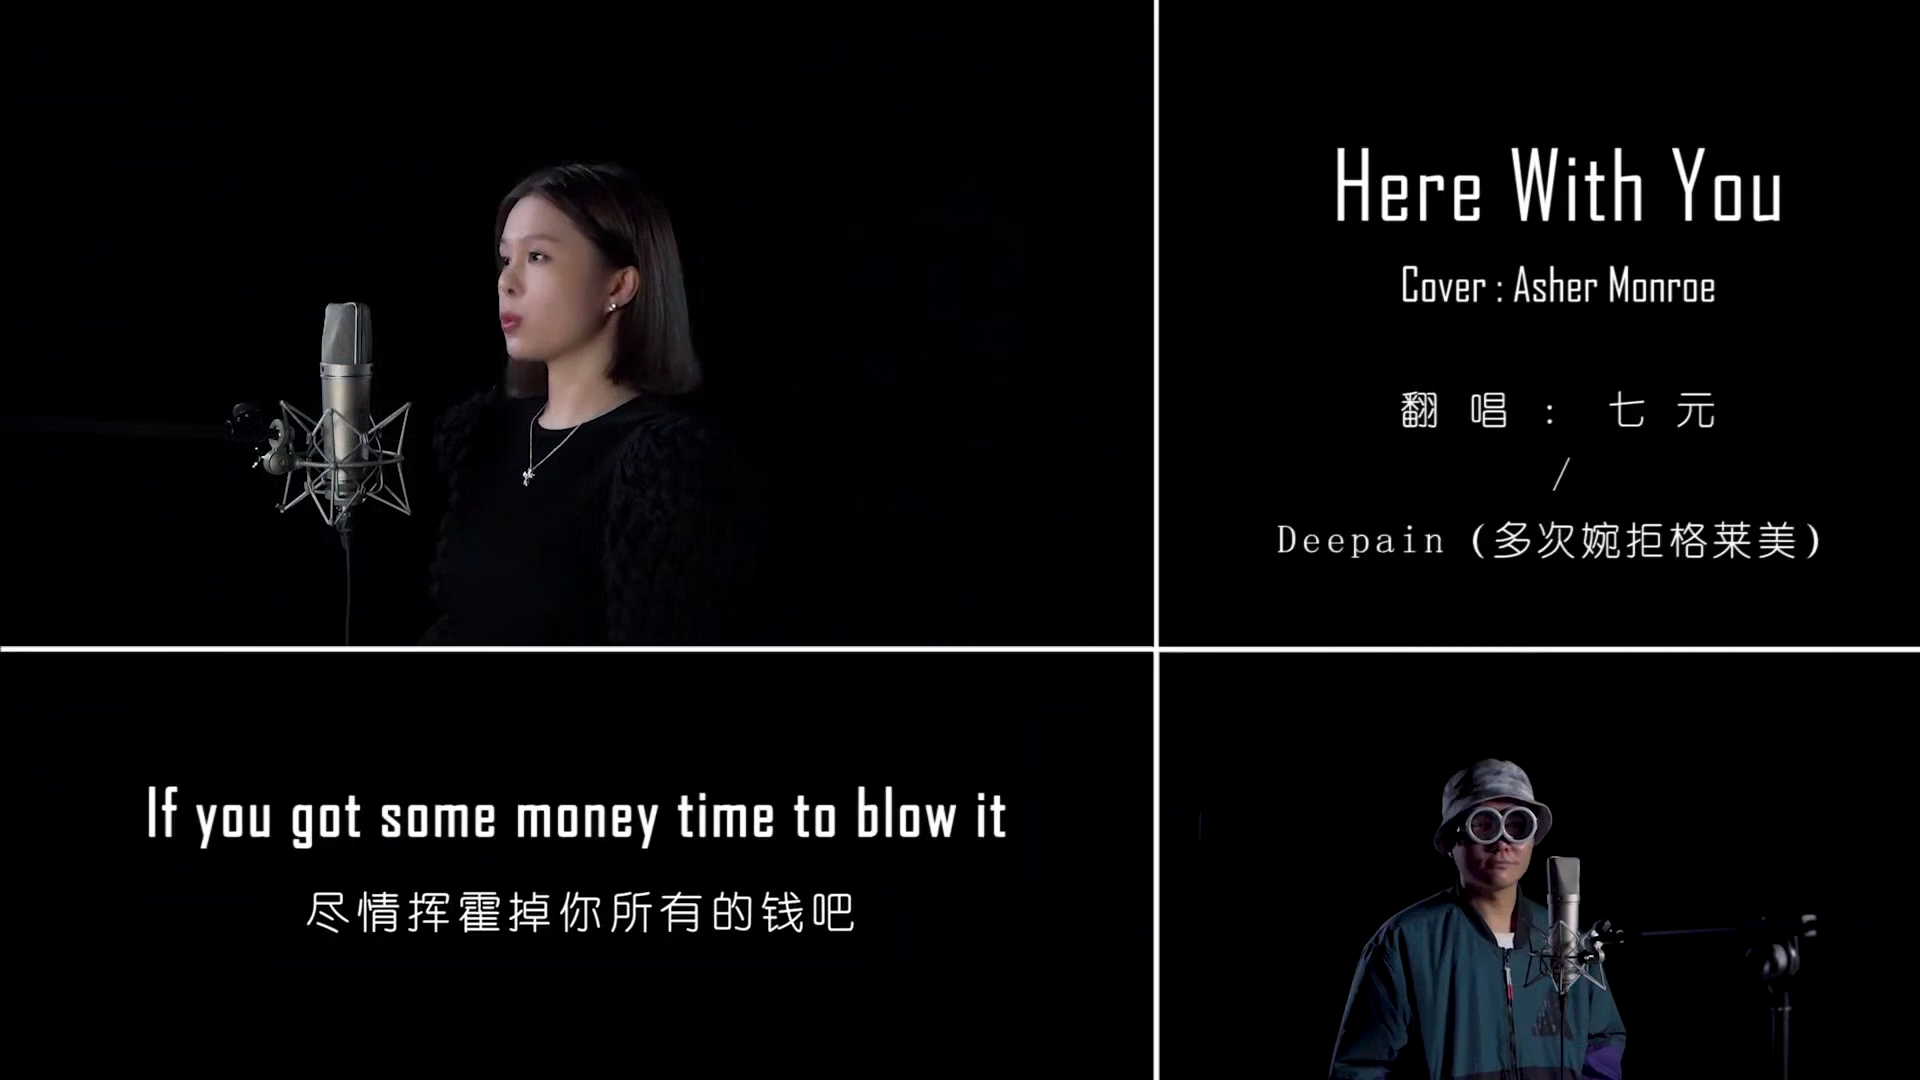 Here With You
Cover : Asher Monroe
翻 唱 : 七 元
/
Deepain (多次婉拒格莱美)
If you got some money time to blow it
尽情挥霍掉你所有的钱吧